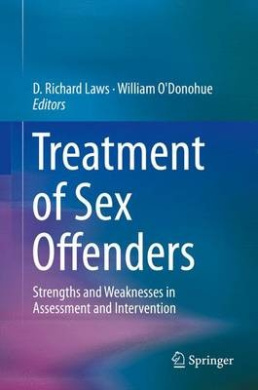 D. Richard Laws · William O'Donohue
Editors
Treatment
of Sex
Offenders
Strengths and Weaknesses in
Assessment and Intervention
Springer